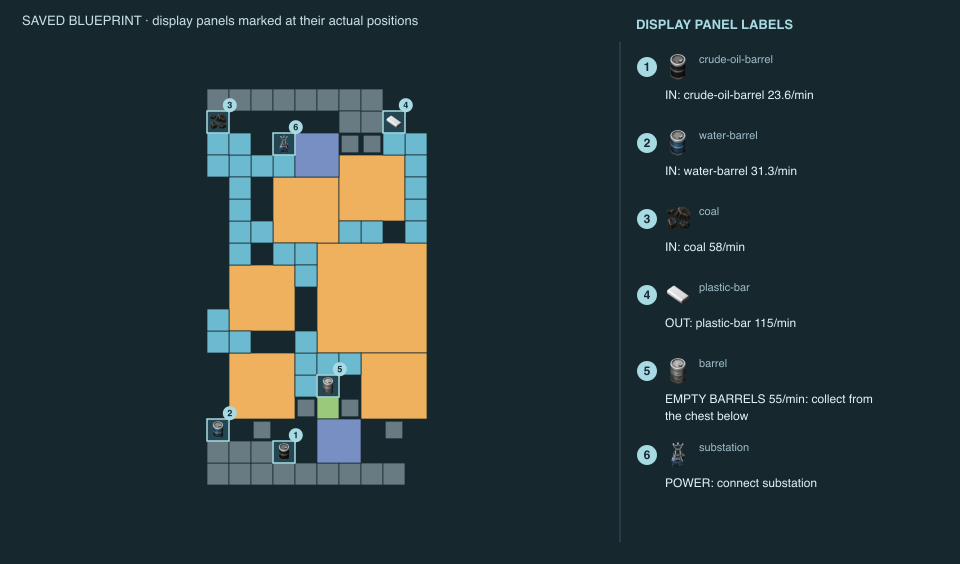 SAVED BLUEPRINT · display panels marked at their actual positions
3
4
6
5
2
1
DISPLAY PANEL LABELS
1
crude-oil-barrel
IN: crude-oil-barrel 23.6/min
2
water-barrel
IN: water-barrel 31.3/min
3
coal
IN: coal 58/min
4
plastic-bar
OUT: plastic-bar 115/min
5
barrel
EMPTY BARRELS 55/min: collect from
the chest below
6
substation
POWER: connect substation